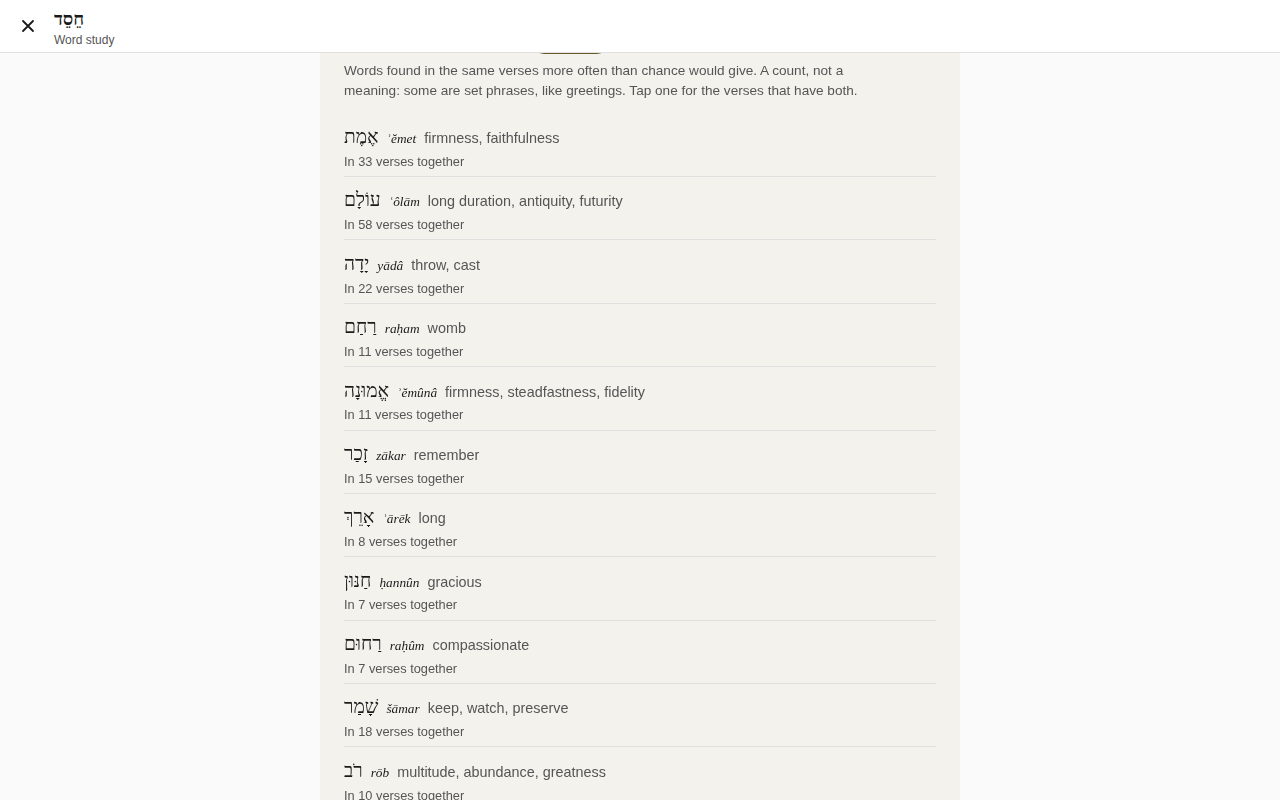 חֵסֵד
Word study
Words found in the same verses more often than chance would give. A count, not a
meaning: some are set phrases, like greetings. Tap one for the verses that have both.
אֶמֶת ʾĕmet firmness, faithfulness
In 33 verses together
עוֹלָם ʿôlām long duration, antiquity, futurity
In 58 verses together
יָדָה yādâ throw, cast
In 22 verses together
רַחַם raḥam womb
In 11 verses together
אֱמוּנָה ʾĕmûnâ firmness, steadfastness, fidelity
In 11 verses together
זָכַר zākar remember
In 15 verses together
אָרֵךְ ʾārēk long
In 8 verses together
חַנּוּן ḥannûn gracious
In 7 verses together
רַחוּם raḥûm compassionate
In 7 verses together
שָׁמַר šāmar keep, watch, preserve
In 18 verses together
רֹב rōb multitude, abundance, greatness
In 10 verses together